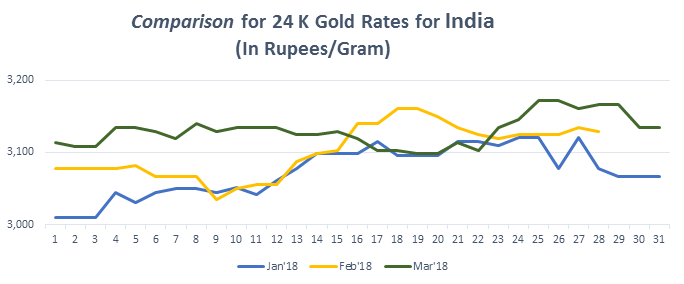 Comparison for 24 K Gold Rates for India
(In Rupees/Gram)
3,200
3,100
3,000
1 2 3 4 5 6 7 8 9 10 11 12 13 14 15 16 17 18 19 20 21 22 23 24 25 26 27 28 29 30 31
Jan'18 Feb'18 Mar'18